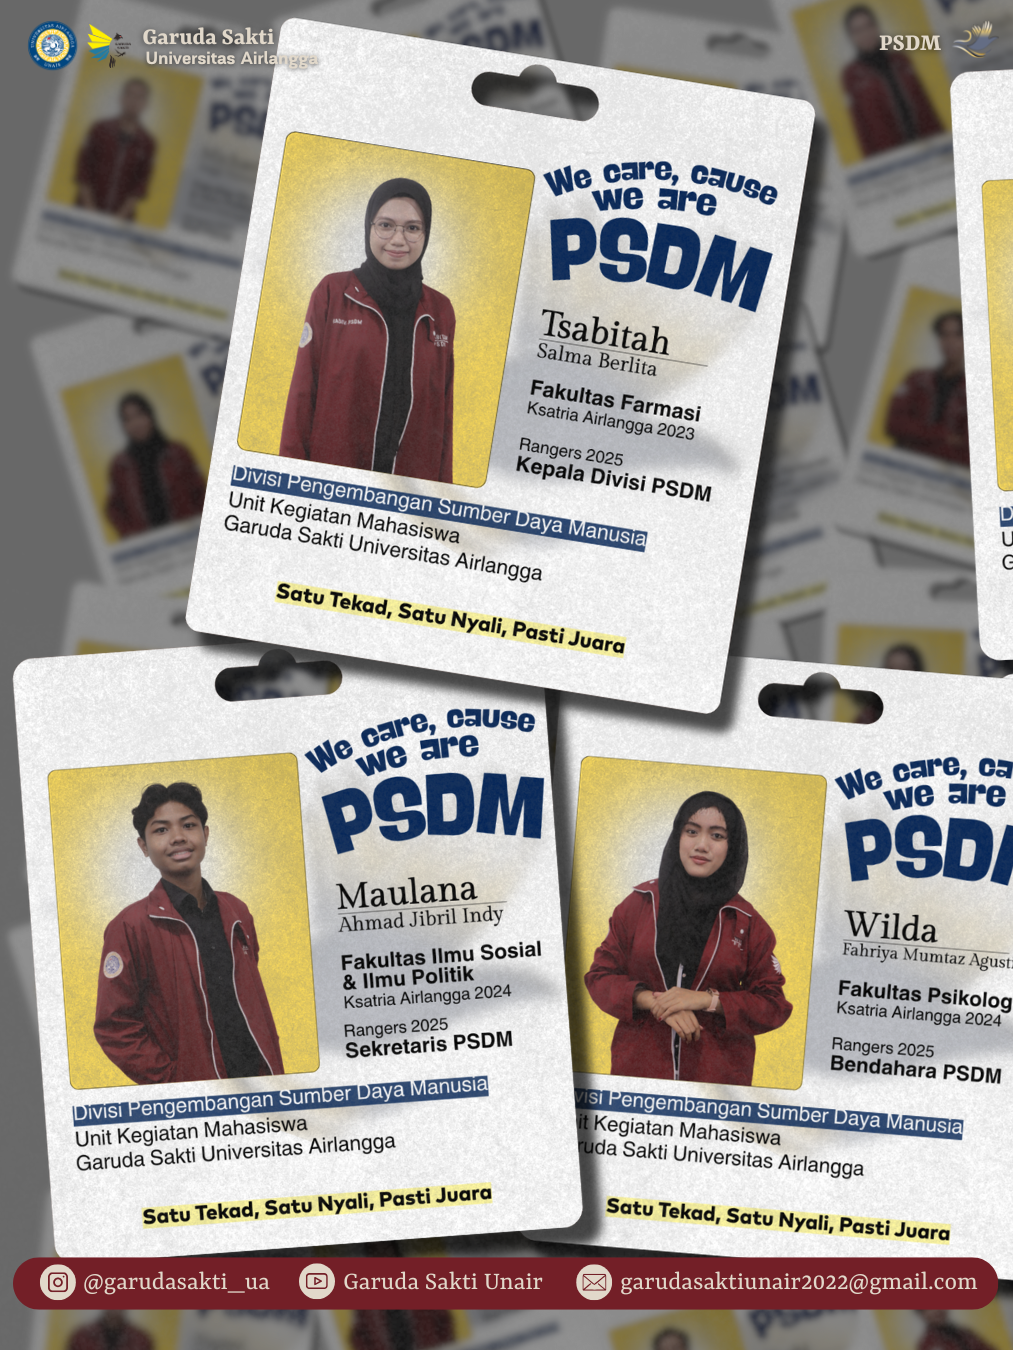 Garuda Sakti
Universitas Airlangga
PSDM
We care, cause
we are
PSDM
Tsabitah
Salma Berlita
Fakultas Farmasi
Ksatria Airlangga 2023
Rangers 2025
Kepala Divisi PSDM
Divisi Pengembangan Sumber Daya Manusia
Unit Kegiatan Mahasiswa
Garuda Sakti Universitas Airlangga
Satu Tekad, Satu Nyali, Pasti Juara
We care, cause
we are
PSDM
Maulana
Ahmad Jibril Indy
Fakultas Ilmu Sosial
& Ilmu Politik
Ksatria Airlangga 2024
Rangers 2025
Sekretaris PSDM
Divisi Pengembangan Sumber Daya Manusia
Unit Kegiatan Mahasiswa
Garuda Sakti Universitas Airlangga
Satu Tekad, Satu Nyali, Pasti Juara
We care, ca
we are
PSDM
Wilda
Fahriya Mumtaz Agusti
Fakultas Psikolog
Ksatria Airlangga 2024
Rangers 2025
Bendahara PSDM
visi Pengembangan Sumber Daya Manusia
it Kegiatan Mahasiswa
ruda Sakti Universitas Airlangga
Satu Tekad, Satu Nyali, Pasti Juara
D
U
G
@garudasakti_ua
Garuda Sakti Unair
garudasaktiunair2022@gmail.com